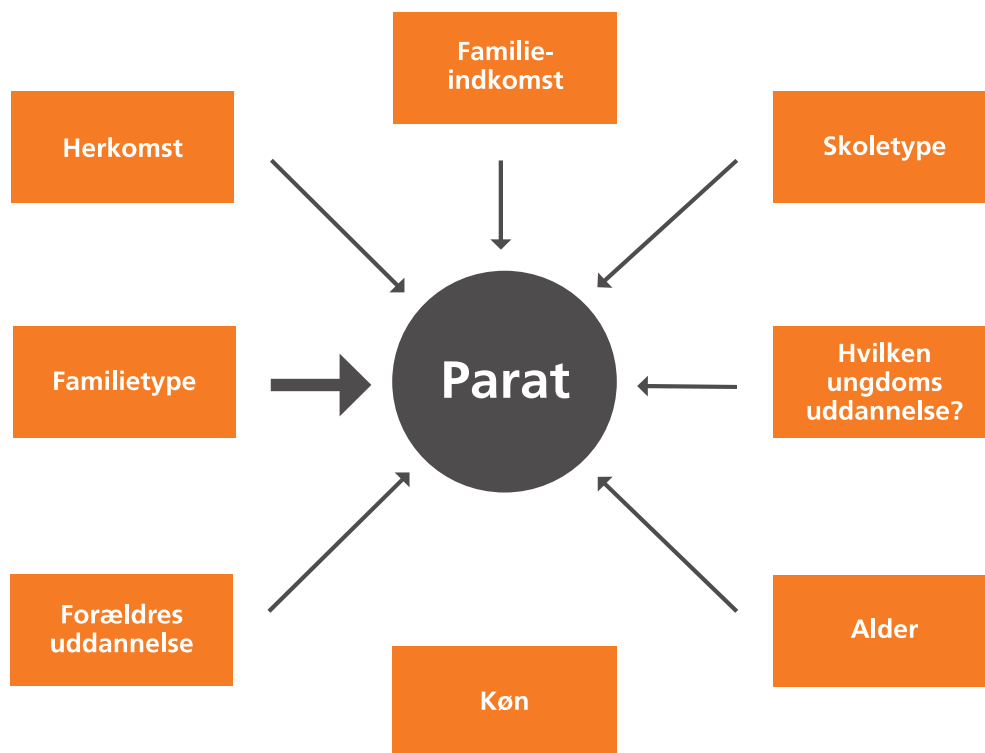 Familie-
indkomst
Herkomst
Skoletype
Familietype
Parat
Hvilken
ungdoms
uddannelse?
Forældres
uddannelse
Alder
Køn